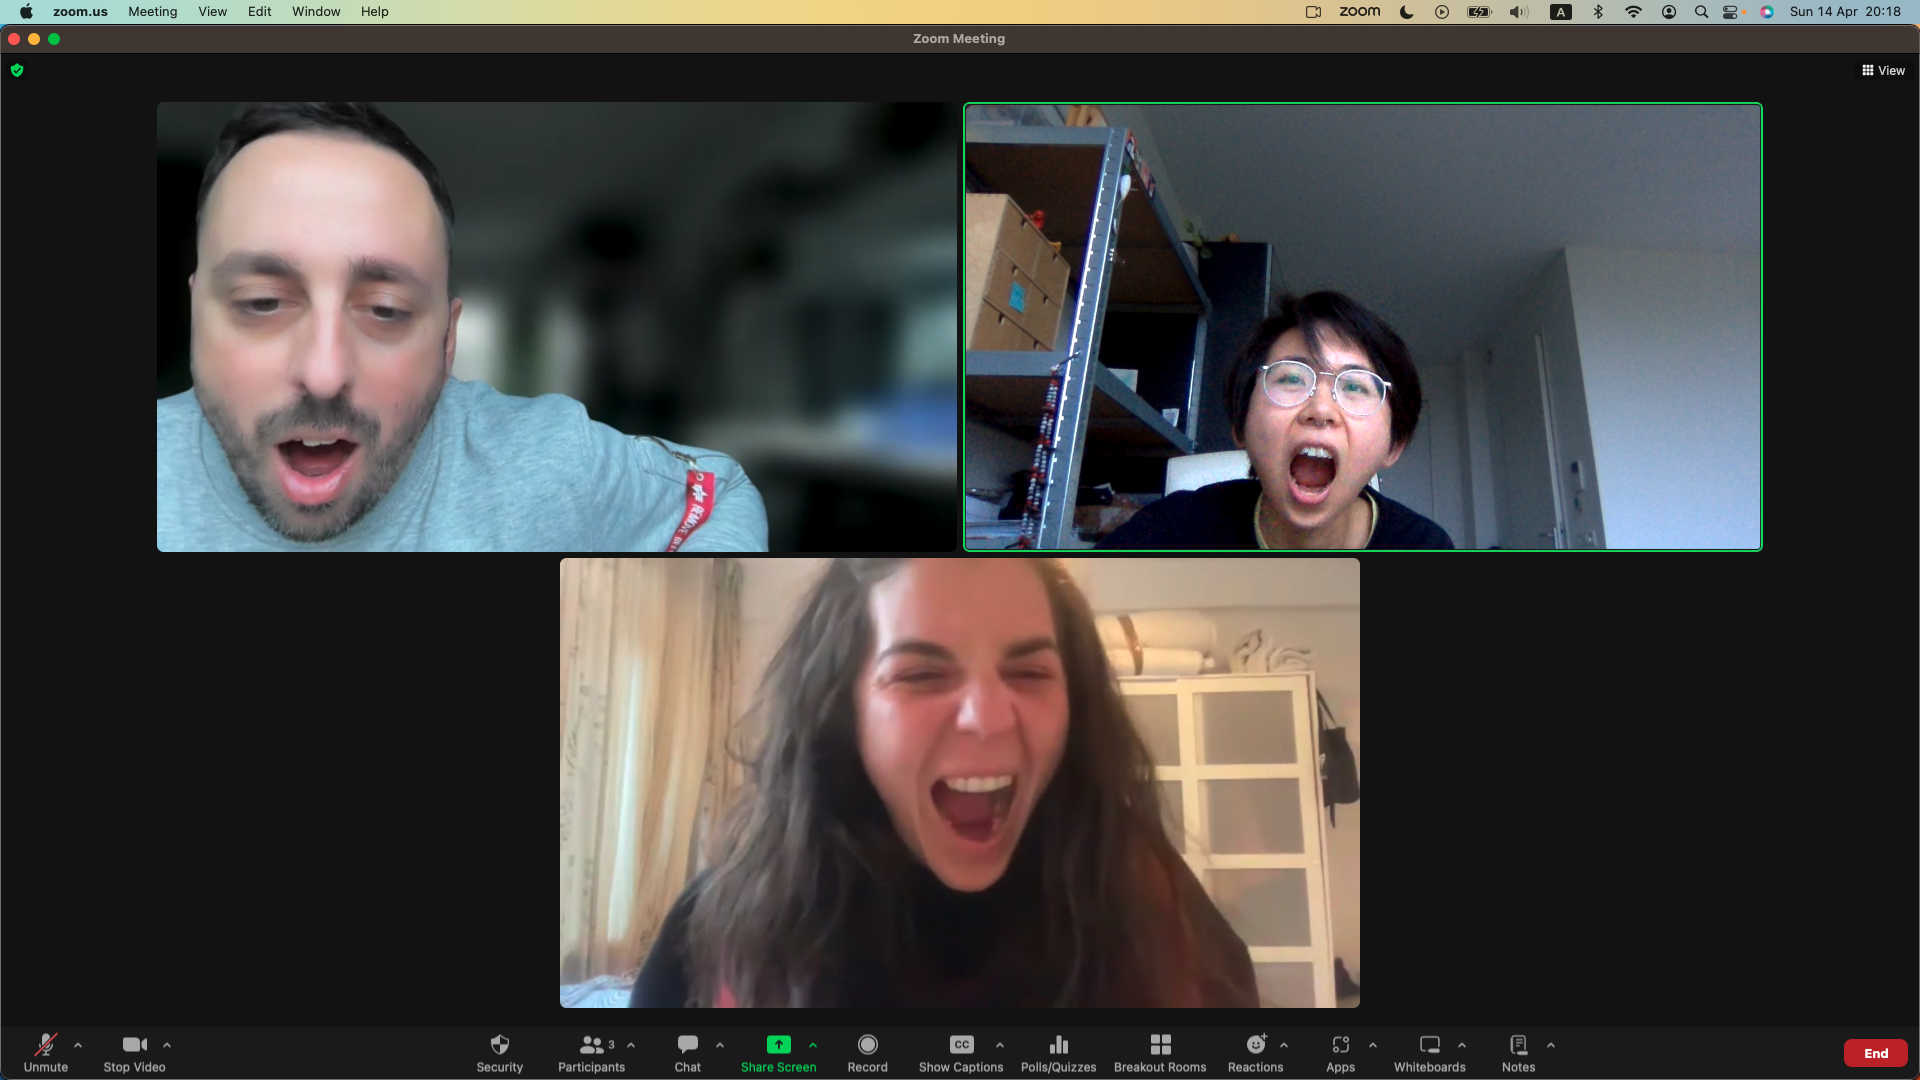 zoom.us Meeting View Edit Window Help
zoom A Sun 14 Apr 20:18
Zoom Meeting
View
REMOVE
3
CC
Unmute
Stop Video
Security
Participants
Chat
Share Screen
Record
Show Captions
Polls/Quizzes
Breakout Rooms
Reactions
Apps
Whiteboards
Notes
End